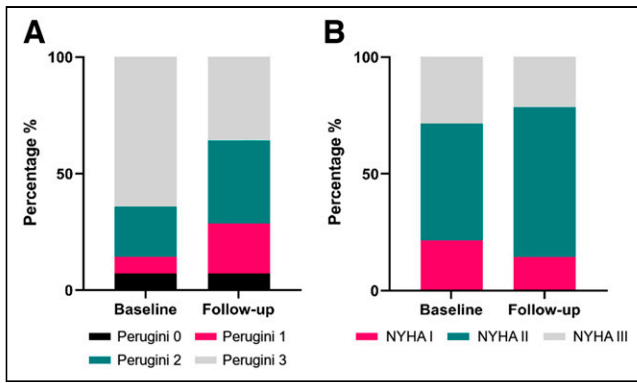 A
B
100
50
0
Percentage %
Baseline
Follow-up
Perugini 0
Perugini 1
Perugini 2
Perugini 3
100
50
0
Percentage %
Baseline
Follow-up
NYHA I
NYHA II
NYHA III